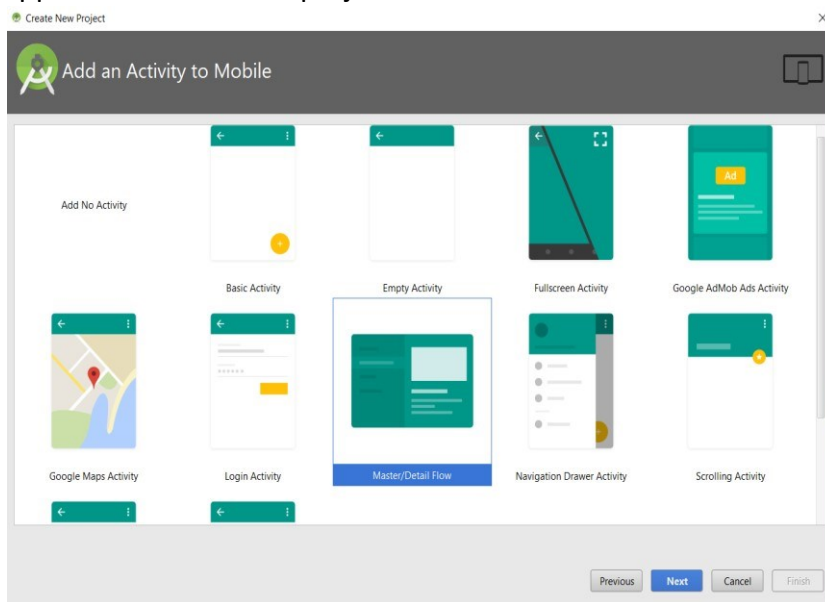 Create New Project
Add an Activity to Mobile
Add No Activity
Ad
Basic Activity
Empty Activity
Fullscreen Activity
Google AdMob Ads Activity
Google Maps Activity
Login Activity
Master/Detail Flow
Navigation Drawer Activity
Scrolling Activity
Previous
Next
Cancel
Finish